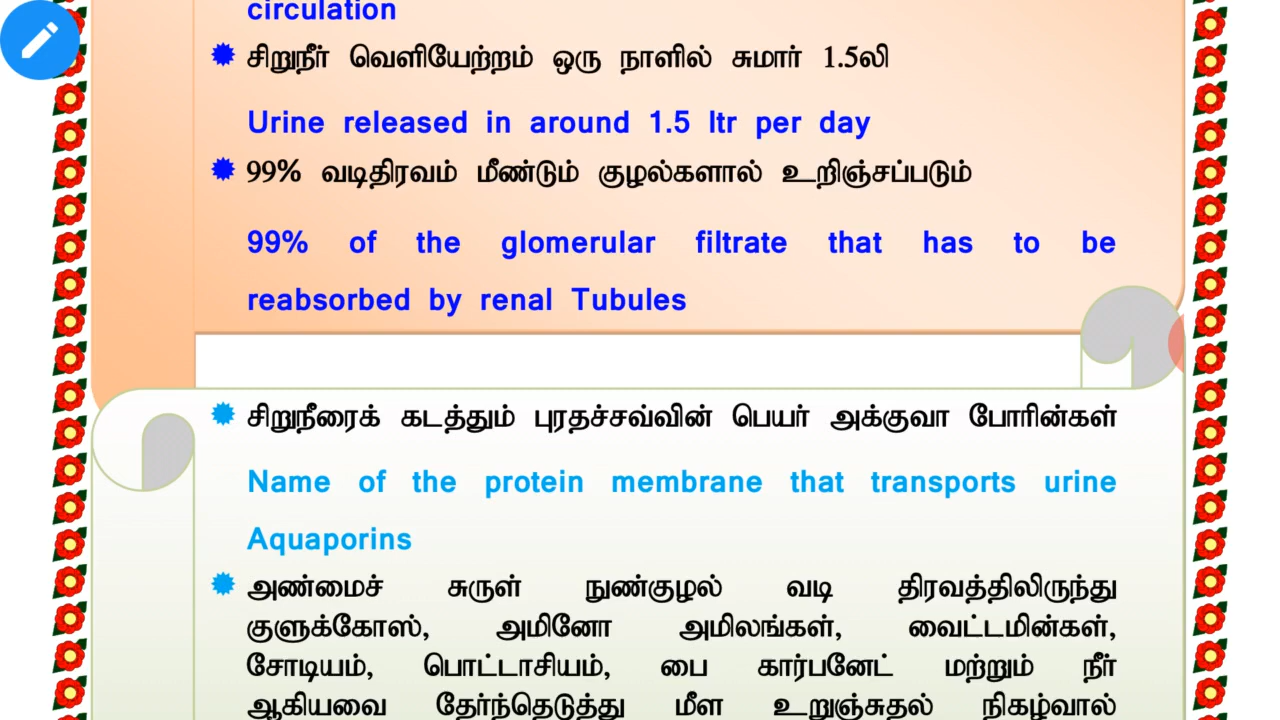 circulation
சிறுநீர் வெளியேற்றம் ஒரு நாளில் சுமார் 1.5லி
Urine released in around 1.5 ltr per day
99% வடிதிரவம் மீண்டும் குழல்களால் உறிஞ்சப்படும்
99% of the glomerular filtrate that has to be
reabsorbed by renal Tubules
சிறுநீரைக் கடத்தும் புரதச்சவ்வின் பெயர் அக்குவா போரின்கள்
Name of the protein membrane that transports urine
Aquaporins
அண்மைச் சுருள் நுண்குழல் வடி திரவத்திலிருந்து
குளுக்கோஸ், அமினோ அமிலங்கள், வைட்டமின்கள்,
சோடியம், பொட்டாசியம், பை கார்பனேட் மற்றும் நீர்
ஆகியவை தேர்ந்தெடுத்து மீள உறுஞ்சுதல் நிகழ்வால்